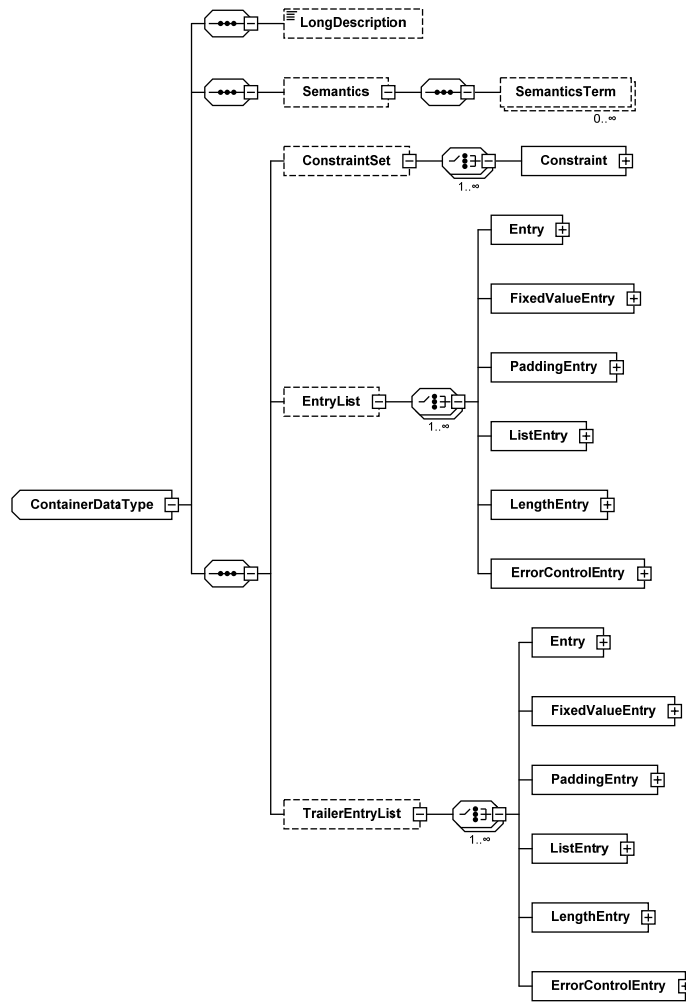 LongDescription
Semantics
SemanticsTerm
0..∞
ConstraintSet
1..∞
Constraint
Entry
FixedValueEntry
PaddingEntry
EntryList
1..∞
ListEntry
LengthEntry
ContainerDataType
ErrorControlEntry
Entry
FixedValueEntry
PaddingEntry
TrailerEntryList
1..∞
ListEntry
LengthEntry
ErrorControlEntry